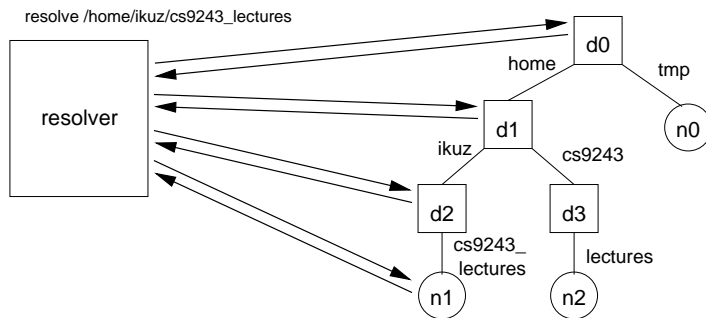 resolve /home/ikuz/cs9243_lectures
d0
home
tmp
resolver
d1
n0
ikuz
cs9243
d2
d3
cs9243_
lectures
lectures
n1
n2